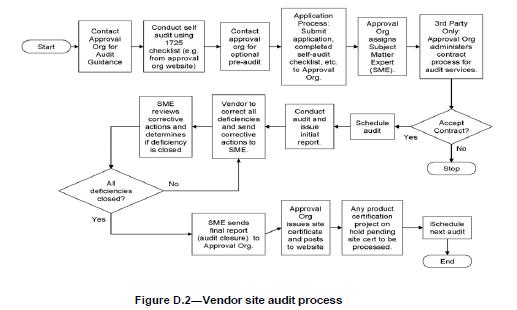 Start
Contact
Approval
Org for
Audit
Guidance
Conduct self
audit using
1725
checklist (e.g.
from approval
org website)
Contact
approval
org for
optional
pre-audit
Application
Process:
Submit
application,
completed
self-audit
checklist, etc.
to Approval
Org.
Approval
Org
assigns
Subject
Matter
Expert
(SME).
3rd Party
Only:
Approval Org
administers
contract
process for
audit services.
Accept
Contract?
Yes
No
Stop
Schedule
audit
Conduct
audit and
issue
initial
report.
Vendor to
correct all
deficiencies
and send
corrective
actions to
SME.
SME
reviews
corrective
actions and
determines
if deficiency
is closed
All
deficiencies
closed?
No
Yes
SME sends
final report
(audit closure) to
Approval Org.
Approval
Org
issues site
certificate
and posts
to website
Any product
certification
project on
hold pending
site cert to be
processed.
Schedule
next audit
End
Figure D.2—Vendor site audit process